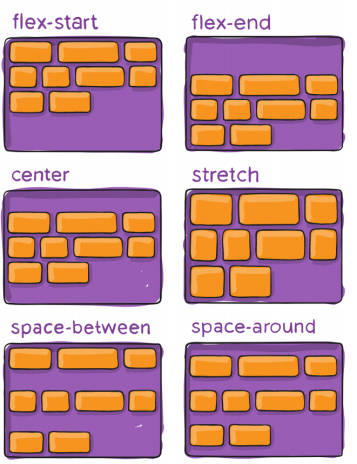 flex-start
flex-end
center
stretch
space-between
space-around